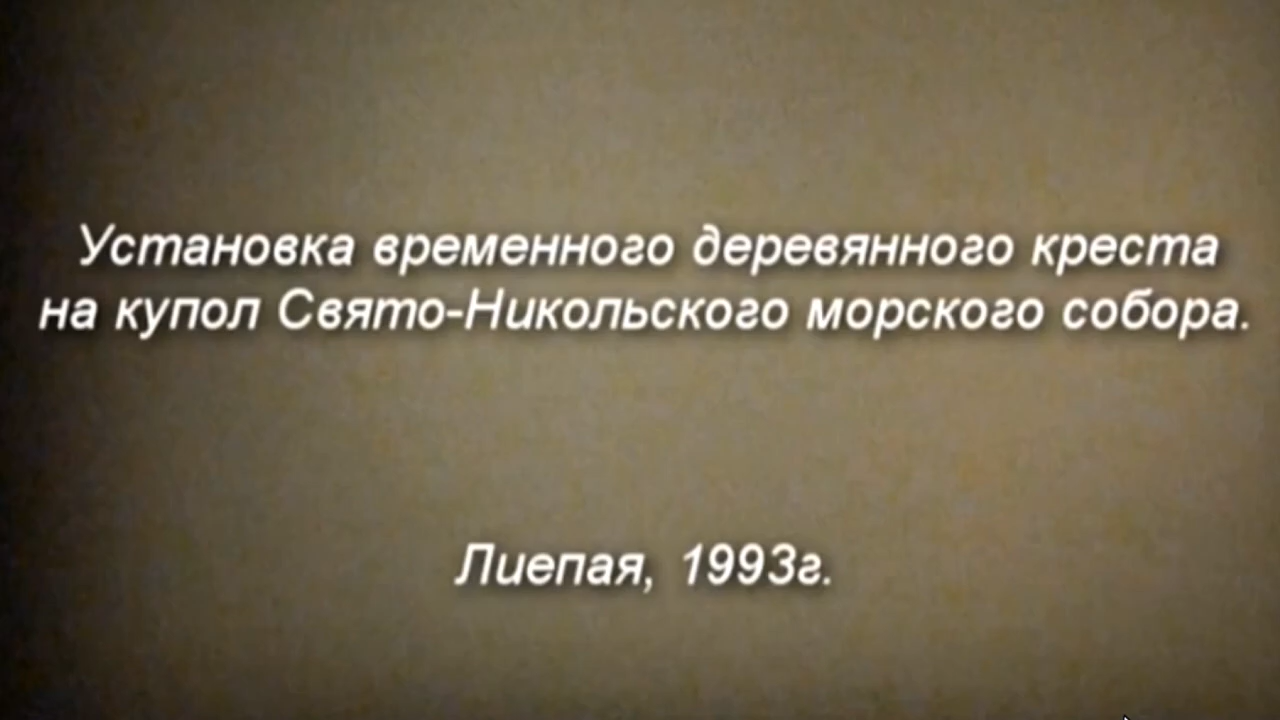 Установка временного деревянного креста
на купол Свято-Никольского морского собора.
Лиепая, 1993г.